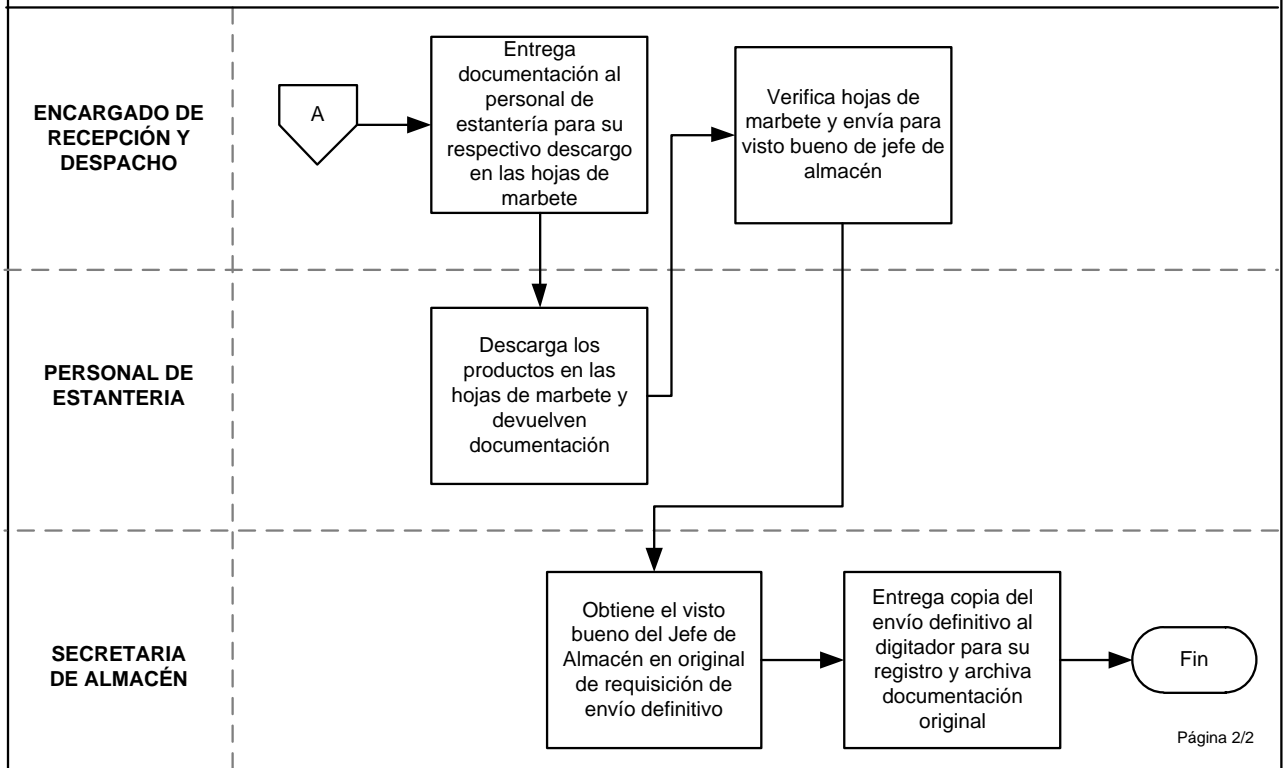 ENCARGADO DE
RECEPCIÓN Y
DESPACHO
A
Entrega
documentación al
personal de
estantería para su
respectivo descargo
en las hojas de
marbete
Verifica hojas de
marbete y envía para
visto bueno de jefe de
almacén
PERSONAL DE
ESTANTERIA
Descarga los
productos en las
hojas de marbete y
devuelven
documentación
SECRETARIA
DE ALMACÉN
Obtiene el visto
bueno del Jefe de
Almacén en original
de requisición de
envío definitivo
Entrega copia del
envío definitivo al
digitador para su
registro y archiva
documentación
original
Fin
Página 2/2